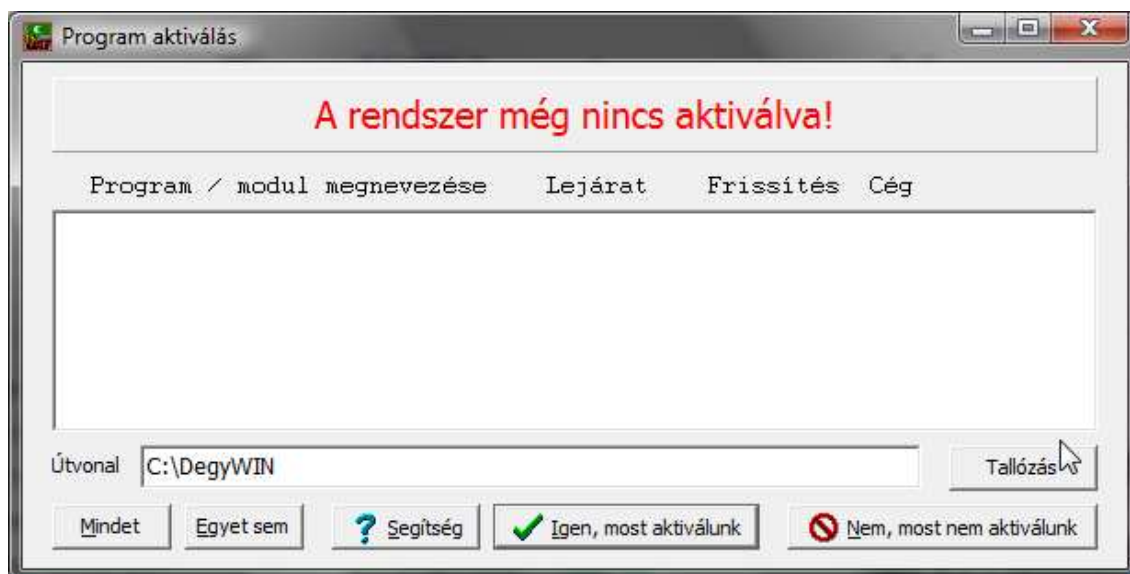 Program aktiválás
A rendszer még nincs aktiválva!
Program / modul megnevezése Lejárat Frissítés Cég
Útvonal C:\DegyWIN Tallózás
Mindet Egyet sem Segítség Igen, most aktiválunk Nem, most nem aktiválunk